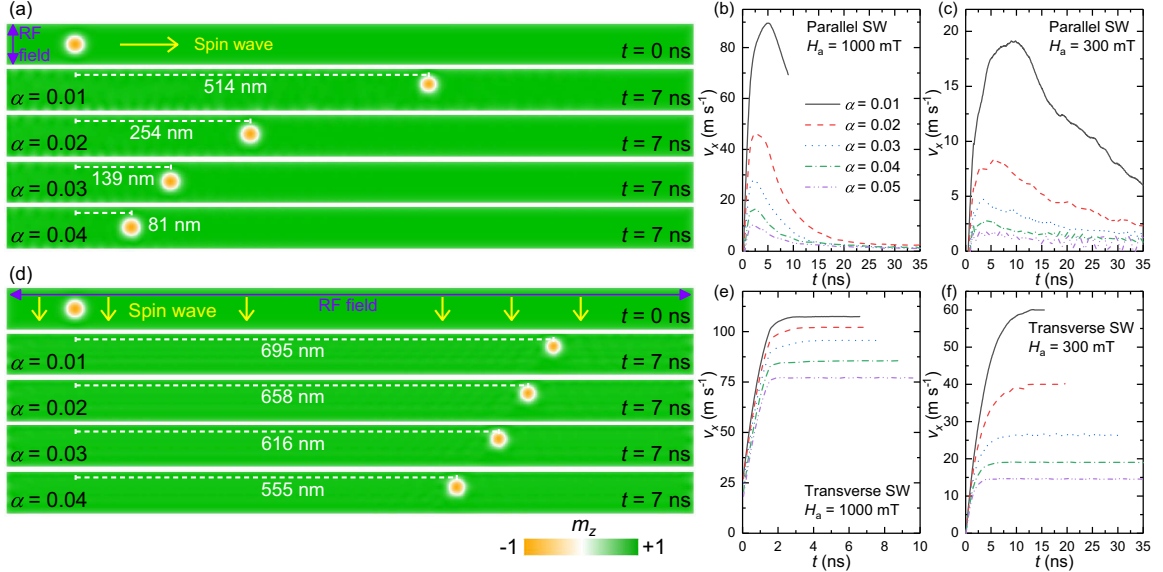 (a)
RF
field
Spin wave
t = 0 ns
514 nm
α = 0.01
t = 7 ns
254 nm
α = 0.02
t = 7 ns
139 nm
α = 0.03
t = 7 ns
81 nm
α = 0.04
t = 7 ns
(b)
Parallel SW
Hₐ = 1000 mT
α = 0.01
α = 0.02
α = 0.03
α = 0.04
α = 0.05
vₓ (m s⁻¹)
80
60
40
20
0
0 5 10 15 20 25 30 35
t (ns)
(c)
Parallel SW
Hₐ = 300 mT
vₓ (m s⁻¹)
20
15
10
5
0
0 5 10 15 20 25 30 35
t (ns)
(d)
RF field
Spin wave
t = 0 ns
695 nm
α = 0.01
t = 7 ns
658 nm
α = 0.02
t = 7 ns
616 nm
α = 0.03
t = 7 ns
555 nm
α = 0.04
t = 7 ns
m_z
-1 +1
(e)
vₓ (m s⁻¹)
100
75
50
25
0
Transverse SW
Hₐ = 1000 mT
0 2 4 6 8 10
t (ns)
(f)
Transverse SW
Hₐ = 300 mT
vₓ (m s⁻¹)
60
50
40
30
20
10
0
0 5 10 15 20 25 30 35
t (ns)